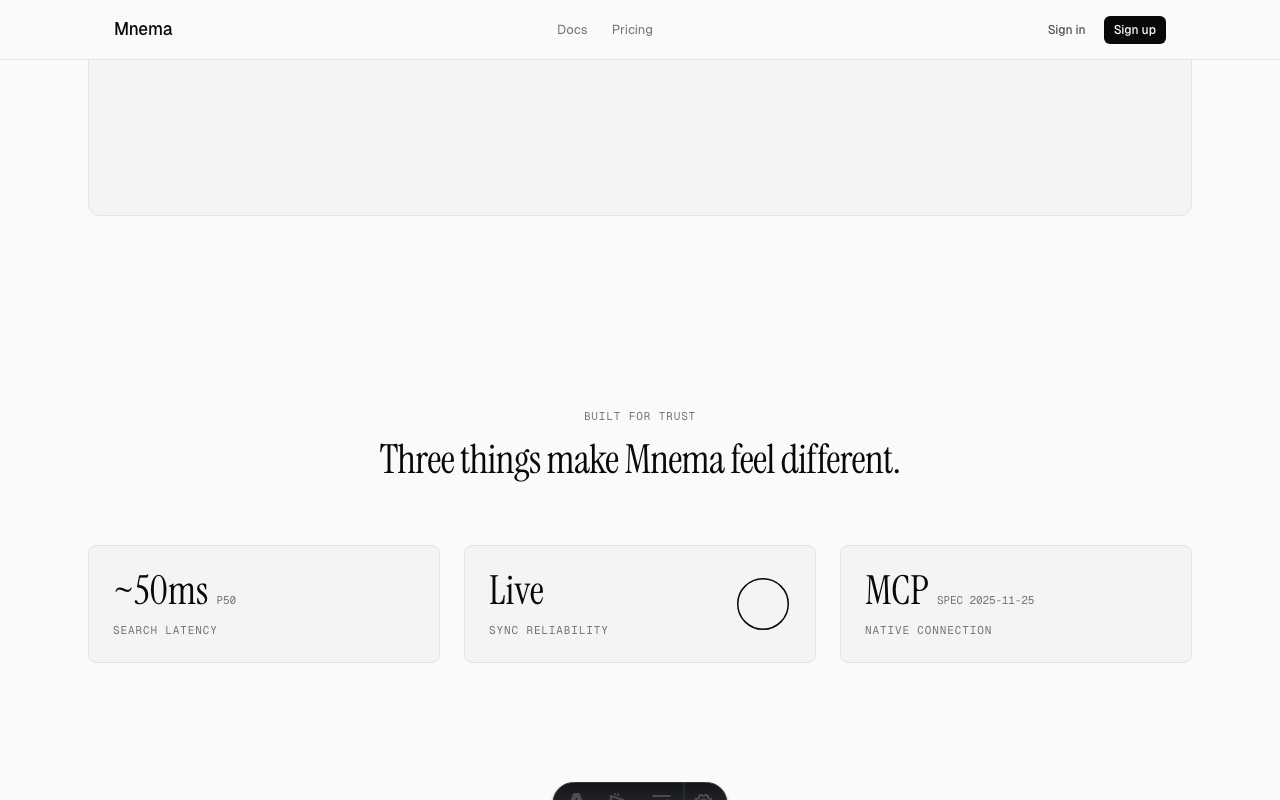 Mnema
Docs
Pricing
Sign in
Sign up
BUILT FOR TRUST
Three things make Mnema feel different.
~50ms P50
SEARCH LATENCY
Live
SYNC RELIABILITY
MCP SPEC 2025-11-25
NATIVE CONNECTION